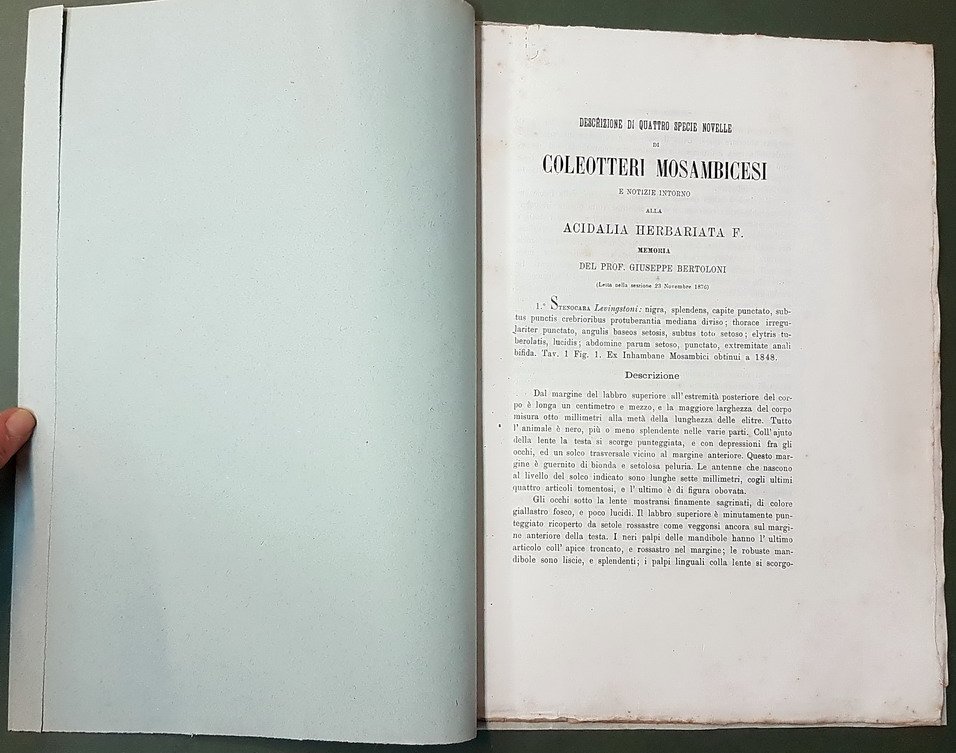 DESCRIZIONE DI QUATTRO SPECIE NOVELLE
DI
COLEOTTERI MOSAMBICESI
E NOTIZIE INTORNO
ALLA
ACIDALIA HERBARIATA F.
MEMORIA
DEL PROF. GIUSEPPE BERTOLONI
(Letta nella sessione 23 Novembre 1876)
1.° STENOCARA Levingstoni: nigra, splendens, capite punctato, sub-
tus punctis crebrioribus protuberantia mediana diviso; thorace irregu-
lariter punctato, angulis baseos setosis, subtus toto setoso; elytris tu-
berolatis, lucidis; abdomine parum setoso, punctato, extremitate anali
bifida. Tav. 1 Fig. 1. Ex Inhambane Mosambici obtinui a 1848.
Descrizione
Dal margine del labbro superiore all'estremità posteriore del cor-
po è longa un centimetro e mezzo, e la maggiore larghezza del corpo
misura otto millimetri alla metà della lunghezza delle elitre. Tutto
l' animale è nero, più o meno splendente nelle varie parti. Coll' ajuto
della lente la testa si scorge punteggiata, e con depressioni fra gli
occhi, ed un solco trasversale vicino al margine anteriore. Questo mar-
gine è guernito di bionda e setolosa peluria. Le antenne che nascono
al livello del solco indicato sono lunghe sette millimetri, cogli ultimi
quattro articoli tomentosi, e l' ultimo è di figura obovata.
Gli occhi sotto la lente mostransi finamente sagrinati, di colore
giallastro fosco, e poco lucidi. Il labbro superiore è minutamente pun-
teggiato ricoperto da setole rossastre come veggonsi ancora sul margi-
ne anteriore della testa. I neri palpi delle mandibole hanno l' ultimo
articolo coll' apice troncato, e rossastro nel margine; le robuste man-
dibole sono liscie, e splendenti; i palpi linguali colla lente si scorgo-